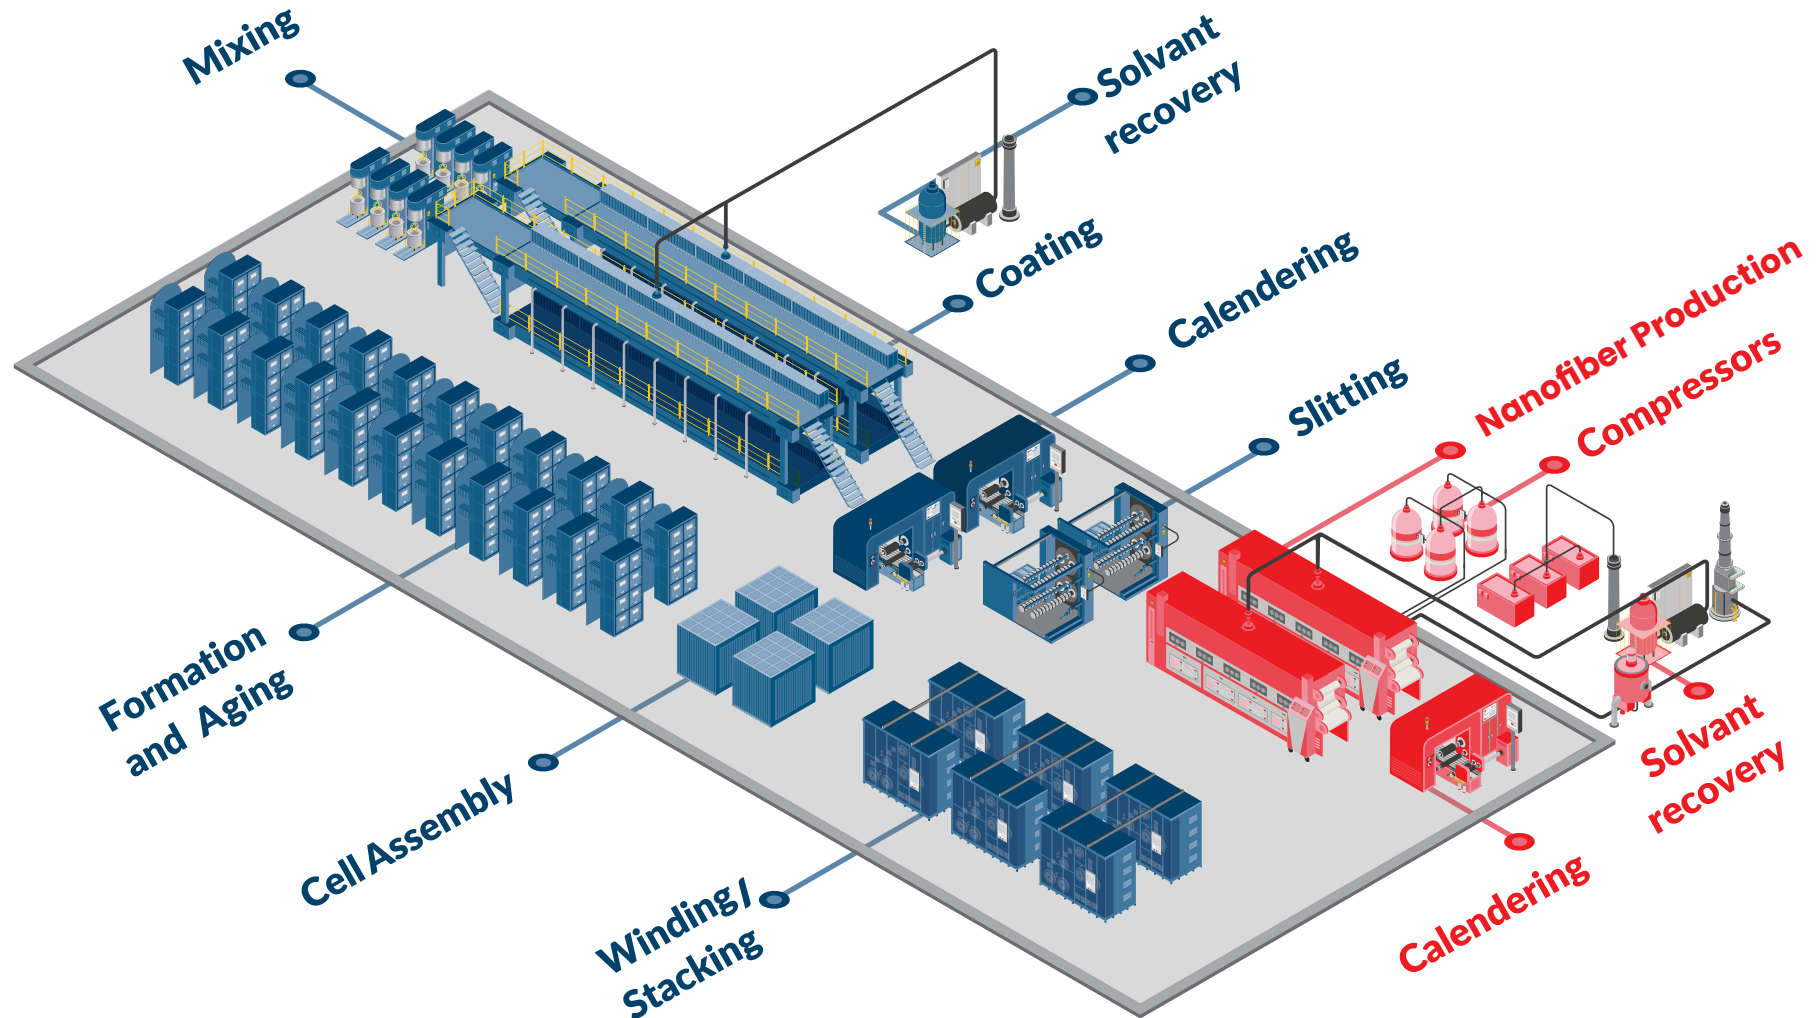 Mixing
Solvant
recovery
Coating
Calendering
Slitting
Nanofiber Production
Compressors
Solvant
recovery
Calendering
Formation
and Aging
Cell Assembly
Winding /
Stacking